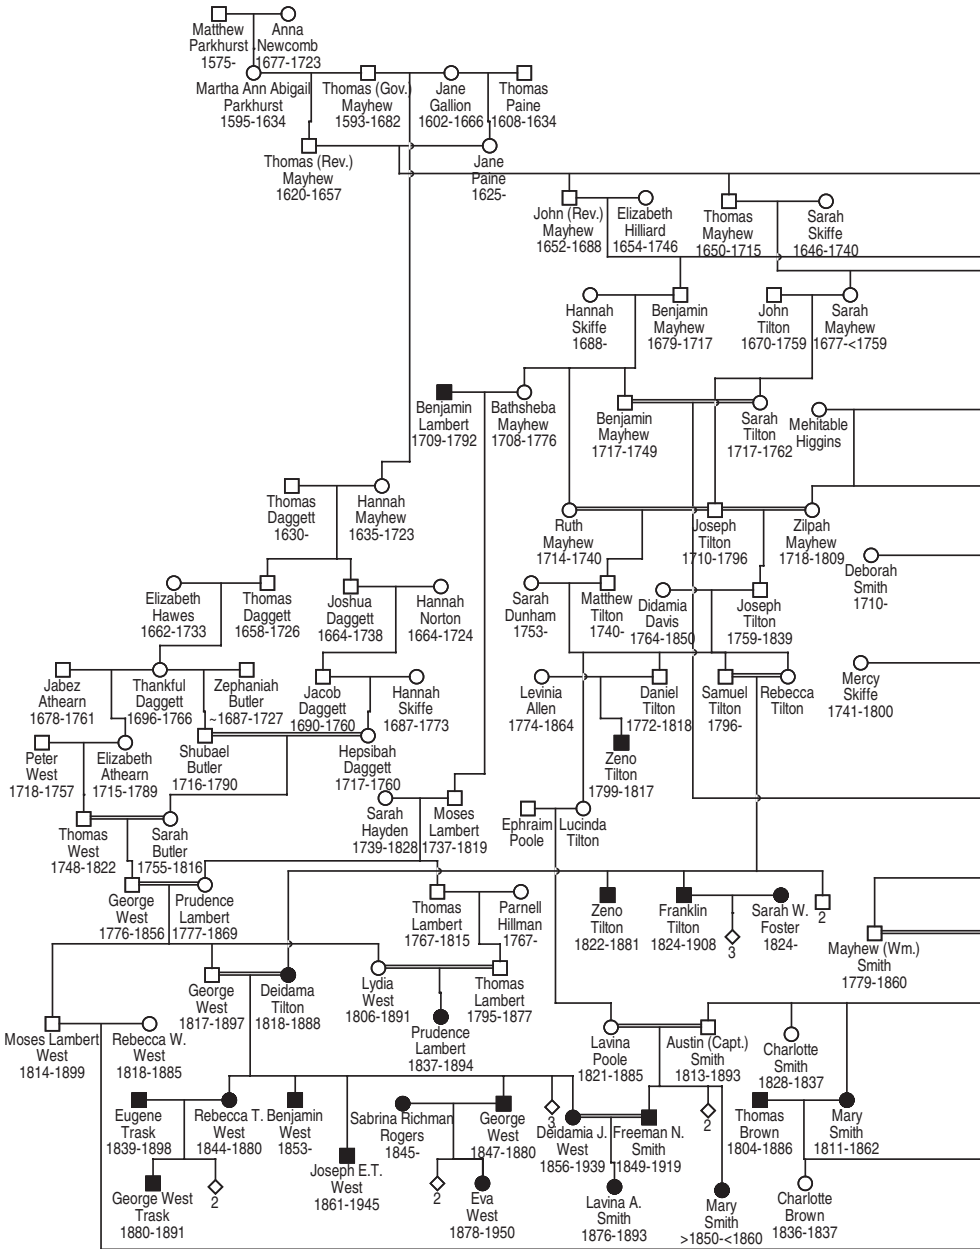 Matthew
Parkhurst
1575-
Anna
Newcomb
1677-1723
Martha Ann Abigail
Parkhurst
1595-1634
Thomas (Gov.)
Mayhew
1593-1682
Jane
Gallion
1602-1666
Thomas
Paine
1608-1634
Thomas (Rev.)
Mayhew
1620-1657
Jane
Paine
1625-
John (Rev.)
Mayhew
1652-1688
Elizabeth
Hilliard
1654-1746
Thomas
Mayhew
1650-1715
Sarah
Skiffe
1646-1740
Hannah
Skiffe
1688-
Benjamin
Mayhew
1679-1717
John
Tilton
1670-1759
Sarah
Mayhew
1677-<1759
Benjamin
Lambert
1709-1792
Bathsheba
Mayhew
1708-1776
Benjamin
Mayhew
1717-1749
Sarah
Tilton
1717-1762
Mehitable
Higgins
Thomas
Daggett
1630-
Hannah
Mayhew
1635-1723
Ruth
Mayhew
1714-1740
Joseph
Tilton
1710-1796
Zilpah
Mayhew
1718-1809
Deborah
Smith
1710-
Elizabeth
Hawes
1662-1733
Thomas
Daggett
1658-1726
Joshua
Daggett
1664-1738
Hannah
Norton
1664-1724
Sarah
Dunham
1753-
Matthew
Tilton
1740-
Didamia
Davis
1764-1850
Joseph
Tilton
1759-1839
Jabez
Athearn
1678-1761
Thankful
Daggett
1696-1766
Zephaniah
Butler
~1687-1727
Jacob
Daggett
1690-1760
Hannah
Skiffe
1687-1773
Levinia
Allen
1774-1864
Daniel
Tilton
1772-1818
Samuel
Tilton
1796-
Rebecca
Tilton
Mercy
Skiffe
1741-1800
Peter
West
1718-1757
Elizabeth
Athearn
1715-1789
Shubael
Butler
1716-1790
Hepsibah
Daggett
1717-1760
Zeno
Tilton
1799-1817
Thomas
West
1748-1822
Sarah
Butler
1755-1816
Sarah
Hayden
1739-1828
Moses
Lambert
1737-1819
Ephraim
Poole
Lucinda
Tilton
George
West
1776-1856
Prudence
Lambert
1777-1869
Thomas
Lambert
1767-1815
Parnell
Hillman
1767-
Zeno
Tilton
1822-1881
Franklin
Tilton
1824-1908
3
Sarah W.
Foster
1824-
2
Mayhew (Wm.)
Smith
1779-1860
George
West
1817-1897
Deidama
Tilton
1818-1888
Lydia
West
1806-1891
Thomas
Lambert
1795-1877
Moses Lambert
West
1814-1899
Rebecca W.
West
1818-1885
Prudence
Lambert
1837-1894
Lavina
Poole
1821-1885
Austin (Capt.)
Smith
1813-1893
Charlotte
Smith
1828-1837
Eugene
Trask
1839-1898
Rebecca T.
West
1844-1880
Benjamin
West
1853-
Joseph E.T.
West
1861-1945
Sabrina Richman
Rogers
1845-
George
West
1847-1880
3
Deidamia J.
West
1856-1939
Freeman N.
Smith
1849-1919
2
Thomas
Brown
1804-1886
Mary
Smith
1811-1862
George West
Trask
1880-1891
2
2
Eva
West
1878-1950
Lavina A.
Smith
1876-1893
Mary
Smith
>1850-<1860
Charlotte
Brown
1836-1837